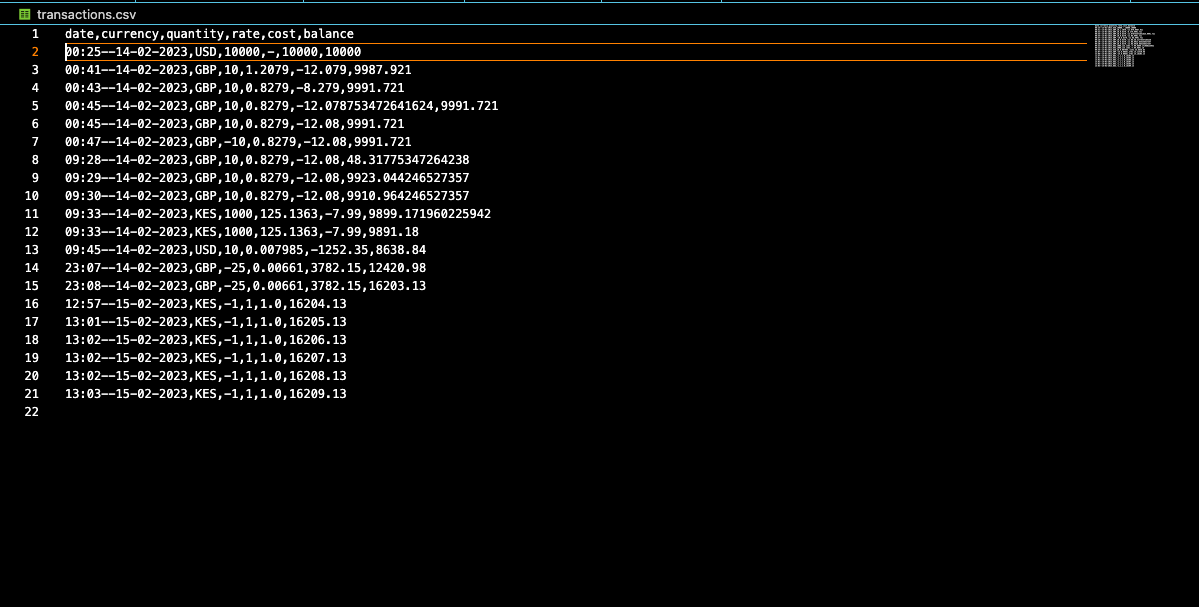 transactions.csv
1 date,currency,quantity,rate,cost,balance
2 00:25--14-02-2023,USD,10000,-,10000,10000
3 00:41--14-02-2023,GBP,10,1.2079,-12.079,9987.921
4 00:43--14-02-2023,GBP,10,0.8279,-8.279,9991.721
5 00:45--14-02-2023,GBP,10,0.8279,-12.078753472641624,9991.721
6 00:45--14-02-2023,GBP,10,0.8279,-12.08,9991.721
7 00:47--14-02-2023,GBP,-10,0.8279,-12.08,9991.721
8 09:28--14-02-2023,GBP,10,0.8279,-12.08,48.31775347264238
9 09:29--14-02-2023,GBP,10,0.8279,-12.08,9923.044246527357
10 09:30--14-02-2023,GBP,10,0.8279,-12.08,9910.964246527357
11 09:33--14-02-2023,KES,1000,125.1363,-7.99,9899.171960225942
12 09:33--14-02-2023,KES,1000,125.1363,-7.99,9891.18
13 09:45--14-02-2023,USD,10,0.007985,-1252.35,8638.84
14 23:07--14-02-2023,GBP,-25,0.00661,3782.15,12420.98
15 23:08--14-02-2023,GBP,-25,0.00661,3782.15,16203.13
16 12:57--15-02-2023,KES,-1,1,1.0,16204.13
17 13:01--15-02-2023,KES,-1,1,1.0,16205.13
18 13:02--15-02-2023,KES,-1,1,1.0,16206.13
19 13:02--15-02-2023,KES,-1,1,1.0,16207.13
20 13:02--15-02-2023,KES,-1,1,1.0,16208.13
21 13:03--15-02-2023,KES,-1,1,1.0,16209.13
22